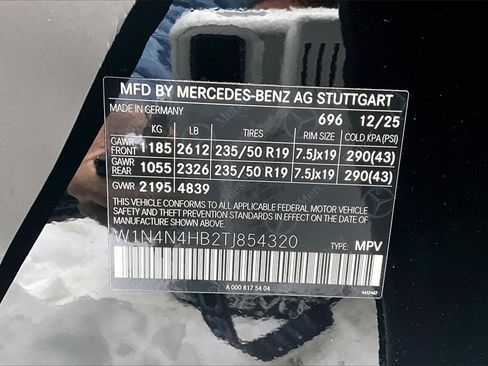 MFD BY MERCEDES-BENZ AG STUTTGART
MADE IN GERMANY 696 12/25
KG LB TIRES RIM SIZE COLD KPA (PSI)
GAWR FRONT 1185 2612 235/50 R19 7.5Jx19 290(43)
GAWR REAR 1055 2326 235/50 R19 7.5Jx19 290(43)
GVWR 2195 4839
THIS VEHICLE CONFORMS TO ALL APPLICABLE FEDERAL MOTOR VEHICLE
SAFETY AND THEFT PREVENTION STANDARDS IN EFFECT ON THE DATE OF
MANUFACTURE SHOWN ABOVE
W1N4N4HB2TJ854320 TYPE: MPV
A 000 817 54 04